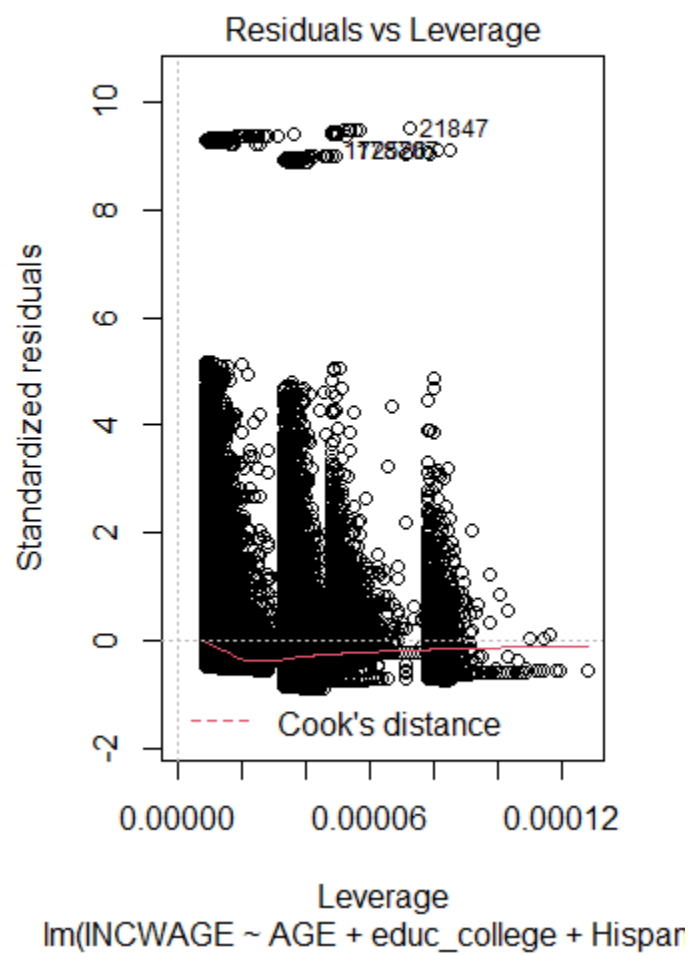 Residuals vs Leverage
10
8
6
4
2
0
-2
Standardized residuals
21847
Cook's distance
0.00000
0.00006
0.00012
Leverage
lm(INCWAGE ~ AGE + educ_college + Hispan